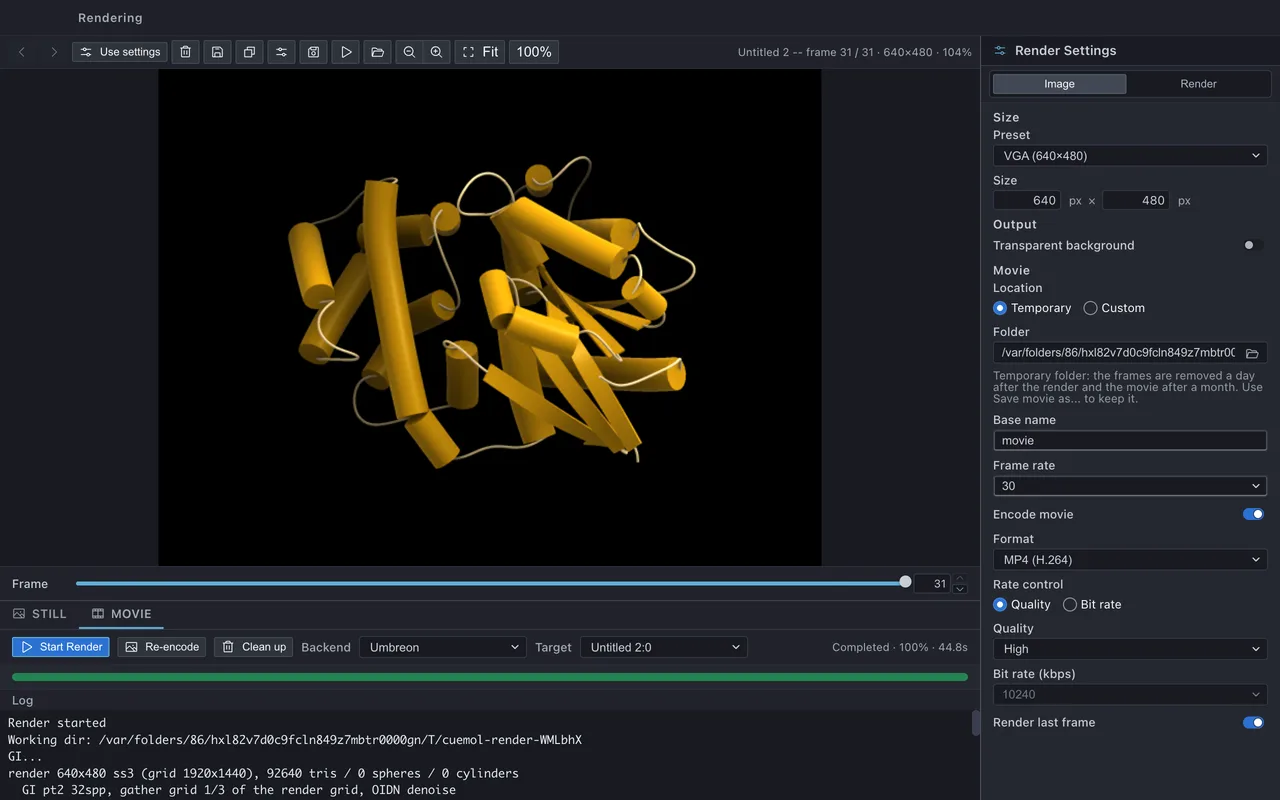 Rendering
Use settings
Fit
100%
Untitled 2 -- frame 31 / 31 · 640×480 · 104%
Render Settings
Image
Render
Size
Preset
VGA (640×480)
Size
640 px × 480 px
Output
Transparent background
Movie
Location
Temporary
Custom
Folder
/var/folders/86/hxl82v7d0c9fcln849z7mbtr00
Temporary folder: the frames are removed a day
after the render and the movie after a month. Use
Save movie as... to keep it.
Base name
movie
Frame rate
30
Encode movie
Format
MP4 (H.264)
Rate control
Quality
Bit rate
Quality
High
Bit rate (kbps)
10240
Render last frame
Frame
31
STILL
MOVIE
Start Render
Re-encode
Clean up
Backend
Umbreon
Target
Untitled 2:0
Completed · 100% · 44.8s
Log
Render started
Working dir: /var/folders/86/hxl82v7d0c9fcln849z7mbtr0000gn/T/cuemol-render-WMLbhX
GI...
render 640x480 ss3 (grid 1920x1440), 92640 tris / 0 spheres / 0 cylinders
GI pt2 32spp, gather grid 1/3 of the render grid, OIDN denoise